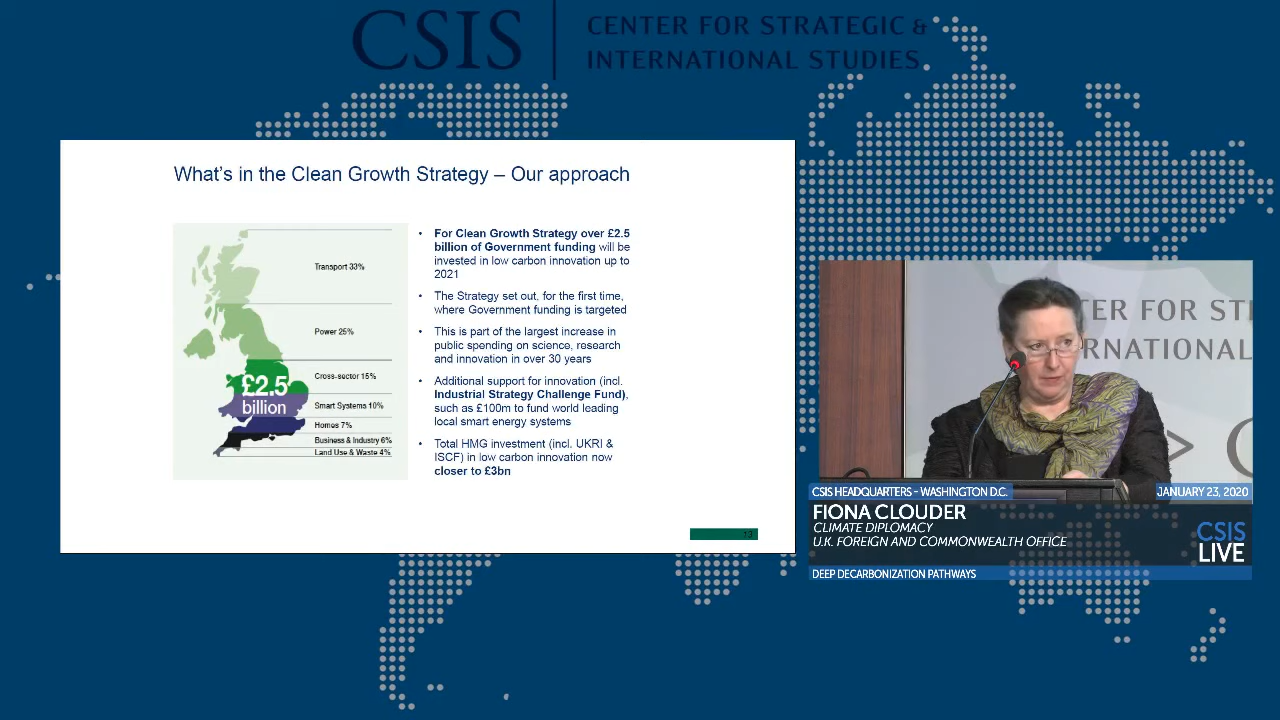 CSIS
CENTER FOR STRATEGIC &
INTERNATIONAL STUDIES
What's in the Clean Growth Strategy – Our approach
Transport 33%
Power 25%
Cross-sector 15%
Smart Systems 10%
Homes 7%
Business & Industry 6%
Land Use & Waste 4%
£2.5
billion
• For Clean Growth Strategy over £2.5
billion of Government funding will be
invested in low carbon innovation up to
2021
• The Strategy set out, for the first time,
where Government funding is targeted
• This is part of the largest increase in
public spending on science, research
and innovation in over 30 years
• Additional support for innovation (incl.
Industrial Strategy Challenge Fund),
such as £100m to fund world leading
local smart energy systems
• Total HMG investment (incl. UKRI &
ISCF) in low carbon innovation now
closer to £3bn
13
ER FOR ST
RNATIONAL
CSIS HEADQUARTERS - WASHINGTON D.C.
JANUARY 23, 2020
FIONA CLOUDER
CLIMATE DIPLOMACY
U.K. FOREIGN AND COMMONWEALTH OFFICE
CSIS
LIVE
DEEP DECARBONIZATION PATHWAYS